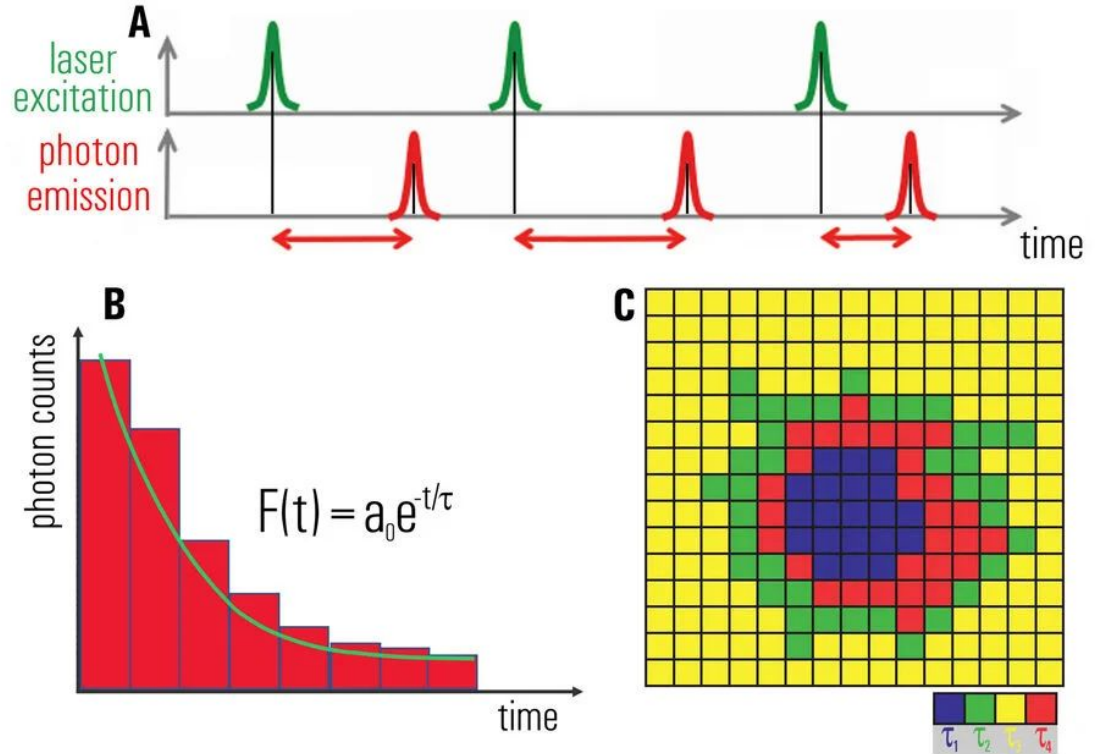 A
laser
excitation
photon
emission
time
B
photon counts
F(t) = a₀e^-t/τ
time
C
τ₁ τ₂ τ₃ τ₄